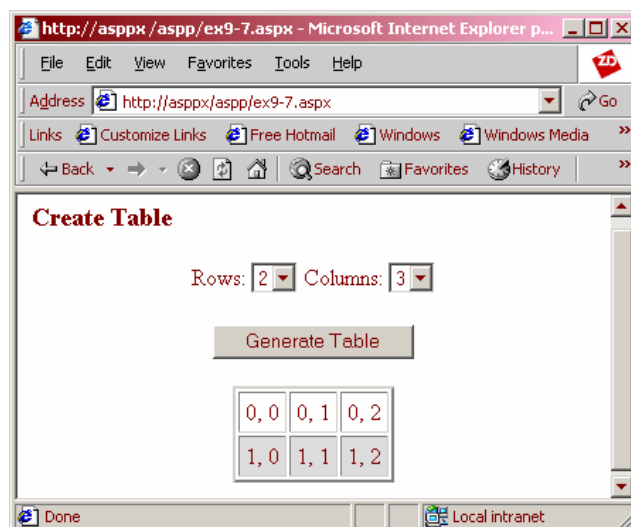 http://asppx /aspp/ex9-7.aspx - Microsoft Internet Explorer p...
File Edit View Favorites Tools Help
ZD
Address http://asppx/aspp/ex9-7.aspx Go
Links Customize Links Free Hotmail Windows Windows Media »
Back Search Favorites History »
Create Table
Rows: 2 Columns: 3
Generate Table
0, 0 0, 1 0, 2
1, 0 1, 1 1, 2
Done Local intranet